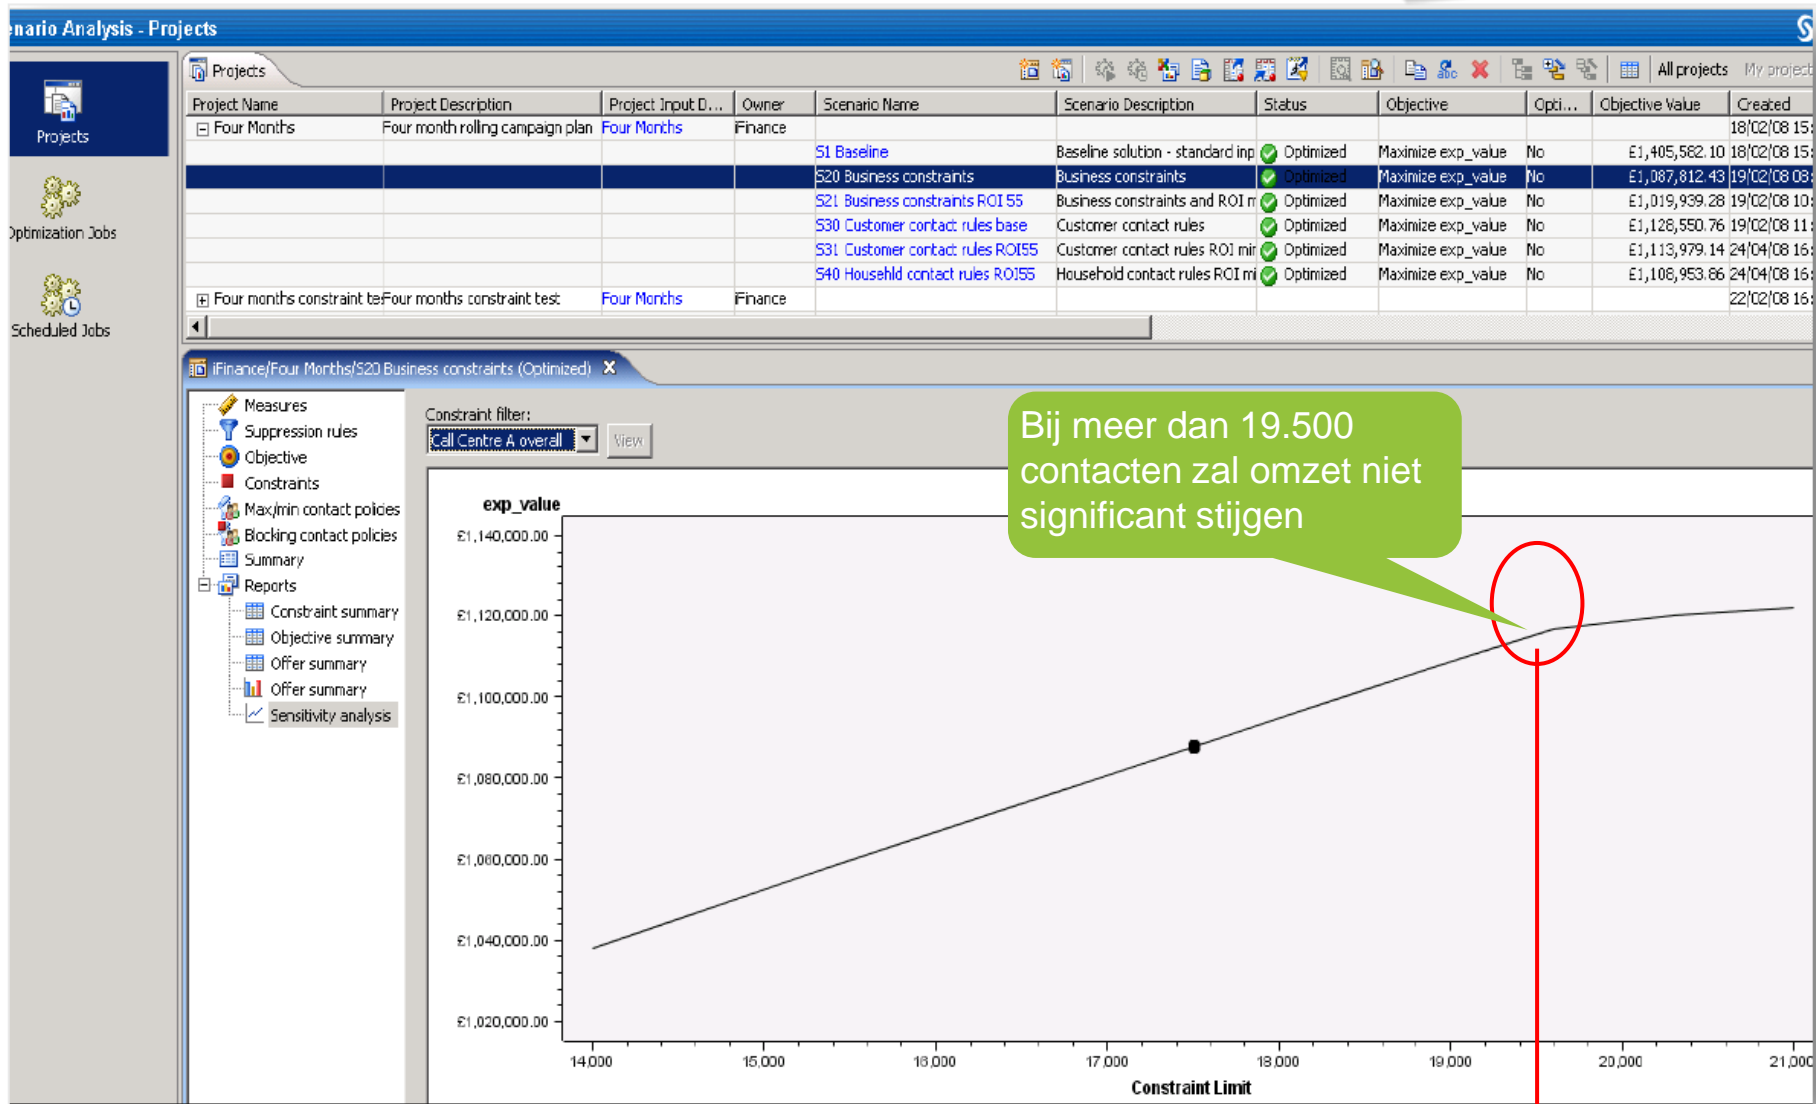 enario Analysis - Projects
Projects
All projects My project
Project Name Project Description Project Input D... Owner Scenario Name Scenario Description Status Objective Opti... Objective Value Created
Four Months Four month rolling campaign plan Four Months iFinance 18/02/08 15:
S1 Baseline Baseline solution - standard inp Optimized Maximize exp_value No £1,405,582.10 18/02/08 15:
S20 Business constraints Business constraints Optimized Maximize exp_value No £1,087,812.43 19/02/08 08:
S21 Business constraints ROI 55 Business constraints and ROI m Optimized Maximize exp_value No £1,019,939.28 19/02/08 10:
S30 Customer contact rules base Customer contact rules Optimized Maximize exp_value No £1,128,550.76 19/02/08 11:
S31 Customer contact rules ROI55 Customer contact rules ROI min Optimized Maximize exp_value No £1,113,979.14 24/04/08 16:
S40 Househld contact rules ROI55 Household contact rules ROI mi Optimized Maximize exp_value No £1,108,953.86 24/04/08 16:
Four months constraint tes Four months constraint test Four Months iFinance 22/02/08 16:
Projects
Optimization Jobs
Scheduled Jobs
iFinance/Four Months/S20 Business constraints (Optimized)
Measures
Suppression rules
Objective
Constraints
Max/min contact policies
Blocking contact policies
Summary
Reports
Constraint summary
Objective summary
Offer summary
Offer summary
Sensitivity analysis
Constraint filter:
Call Centre A overall View
Bij meer dan 19.500
contacten zal omzet niet
significant stijgen
exp_value
£1,140,000.00
£1,120,000.00
£1,100,000.00
£1,080,000.00
£1,060,000.00
£1,040,000.00
£1,020,000.00
14,000 15,000 16,000 17,000 18,000 19,000 20,000 21,000
Constraint Limit